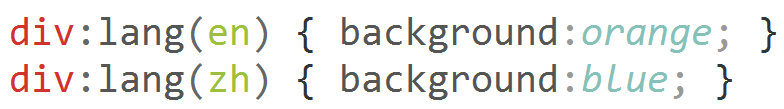 div:lang(en) { background:orange; }
div:lang(zh) { background:blue; }